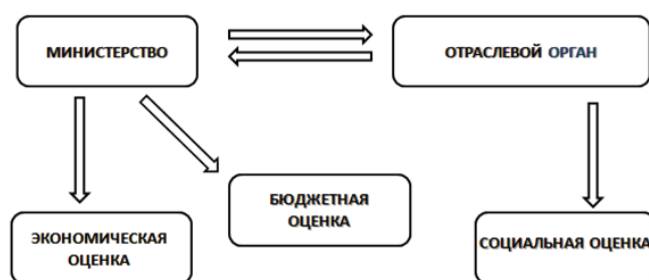 МИНИСТЕРСТВО
ОТРАСЛЕВОЙ ОРГАН
БЮДЖЕТНАЯ
ОЦЕНКА
ЭКОНОМИЧЕСКАЯ
ОЦЕНКА
СОЦИАЛЬНАЯ ОЦЕНКА